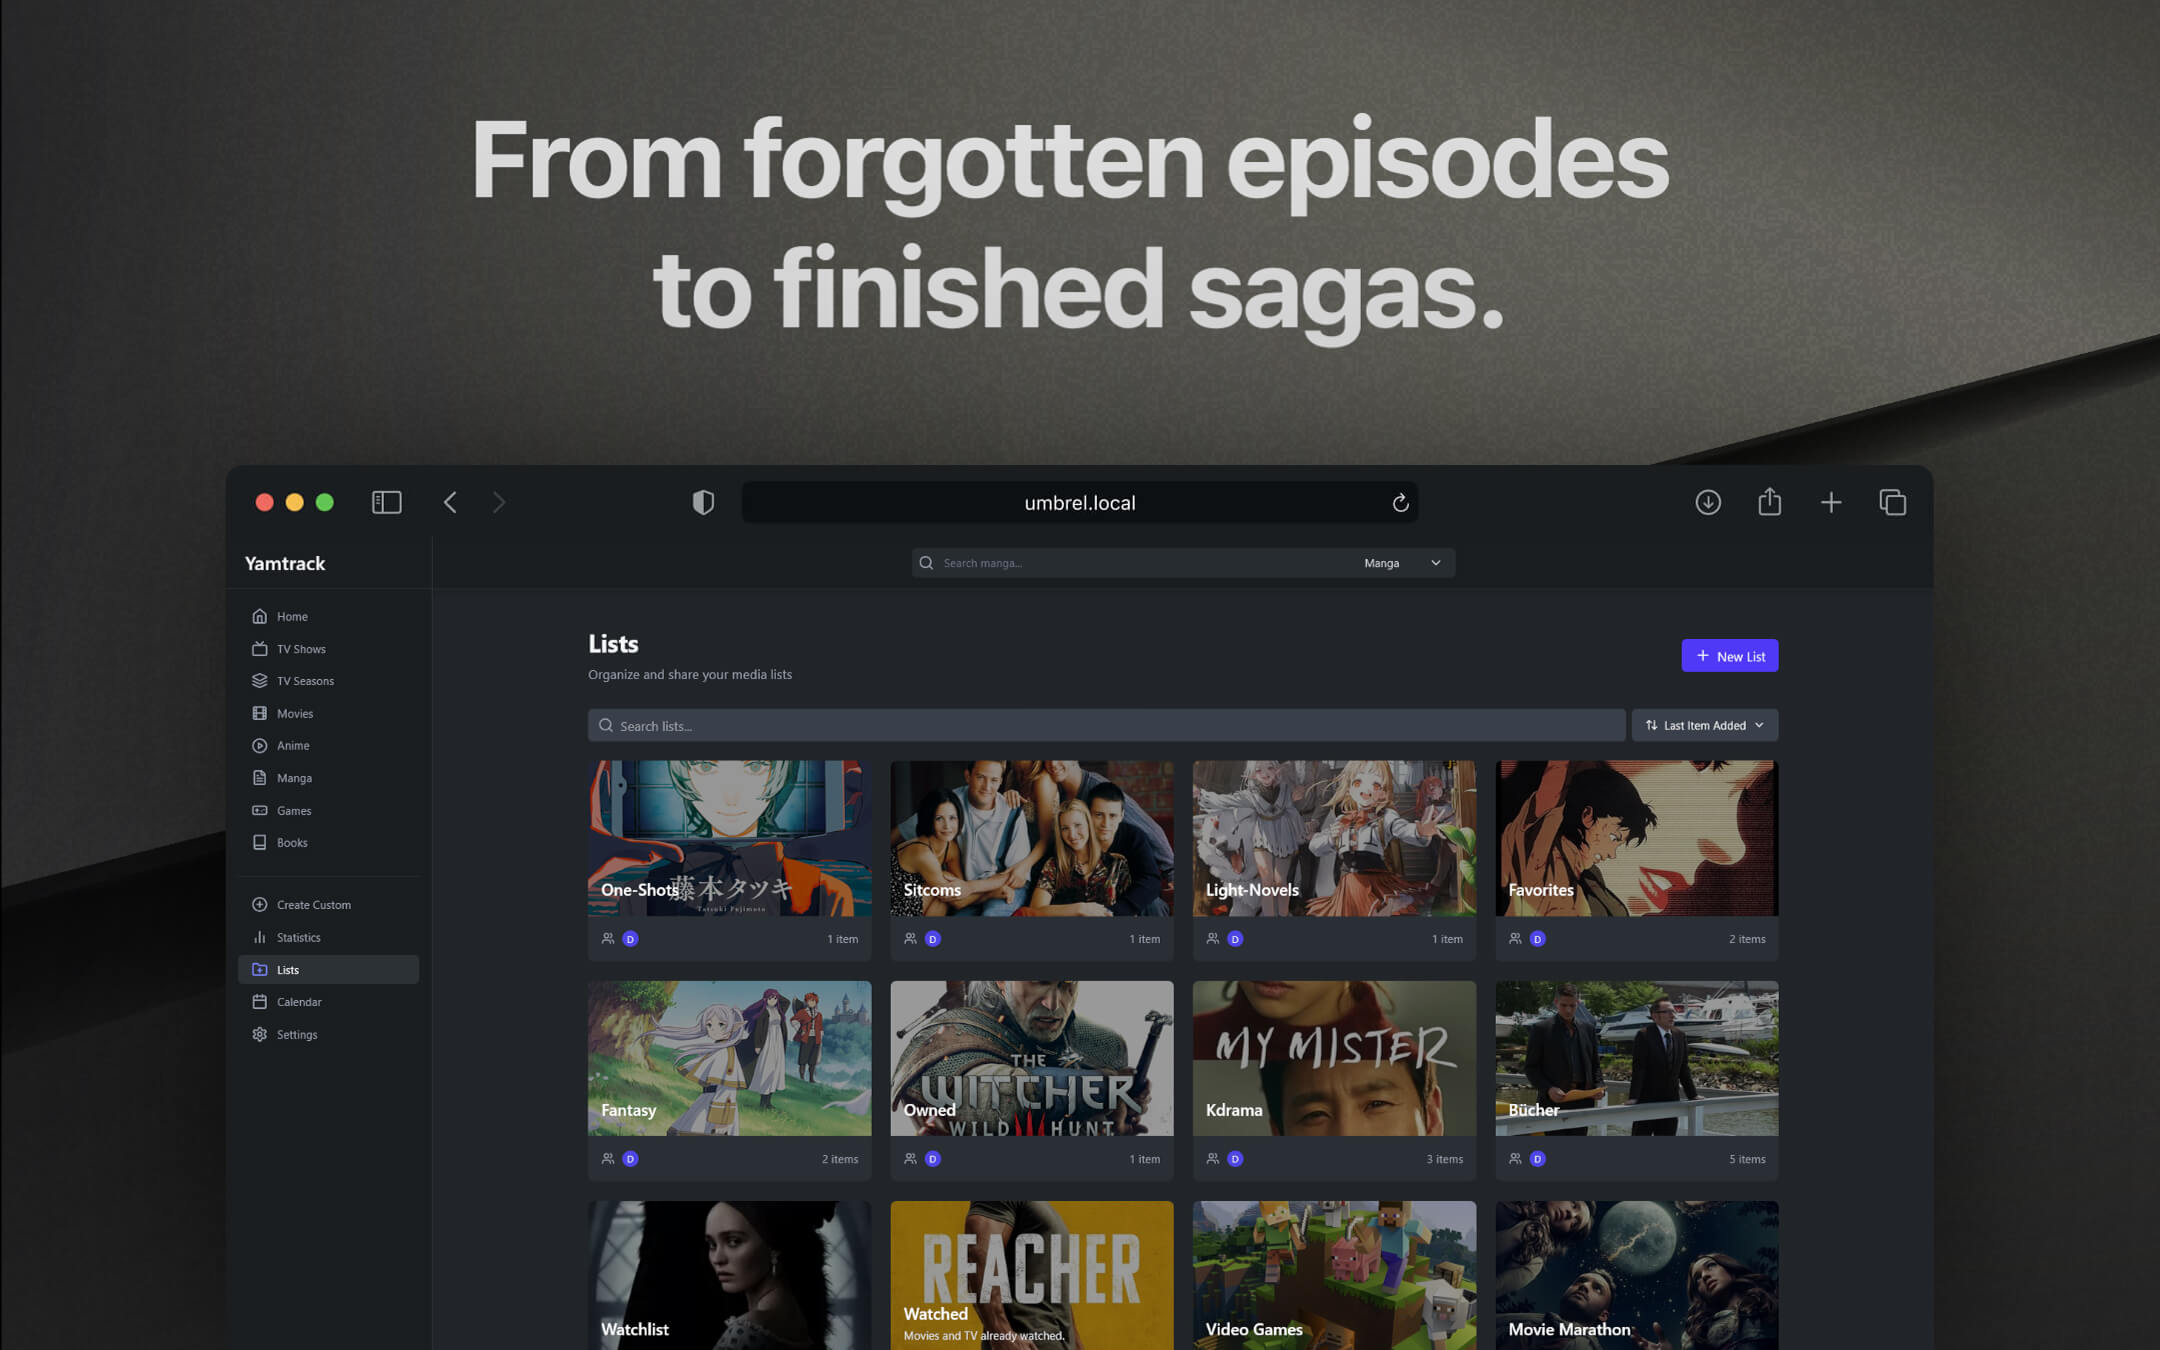 From forgotten episodes
to finished sagas.
umbrel.local
Yamtrack
Search manga...
Manga
Home
TV Shows
TV Seasons
Movies
Anime
Manga
Games
Books
Create Custom
Statistics
Lists
Calendar
Settings
Lists
Organize and share your media lists
New List
Search lists...
Last Item Added
藤本タツキ
Tatsuki Fujimoto
One-Shots
D
1 item
Sitcoms
D
1 item
Light-Novels
D
1 item
Favorites
D
2 items
Fantasy
D
2 items
THE
WITCHER
WILD HUNT
Owned
D
1 item
MY MISTER
Kdrama
D
3 items
Bücher
D
5 items
Watchlist
REACHER
Watched
Movies and TV already watched.
Video Games
Movie Marathon